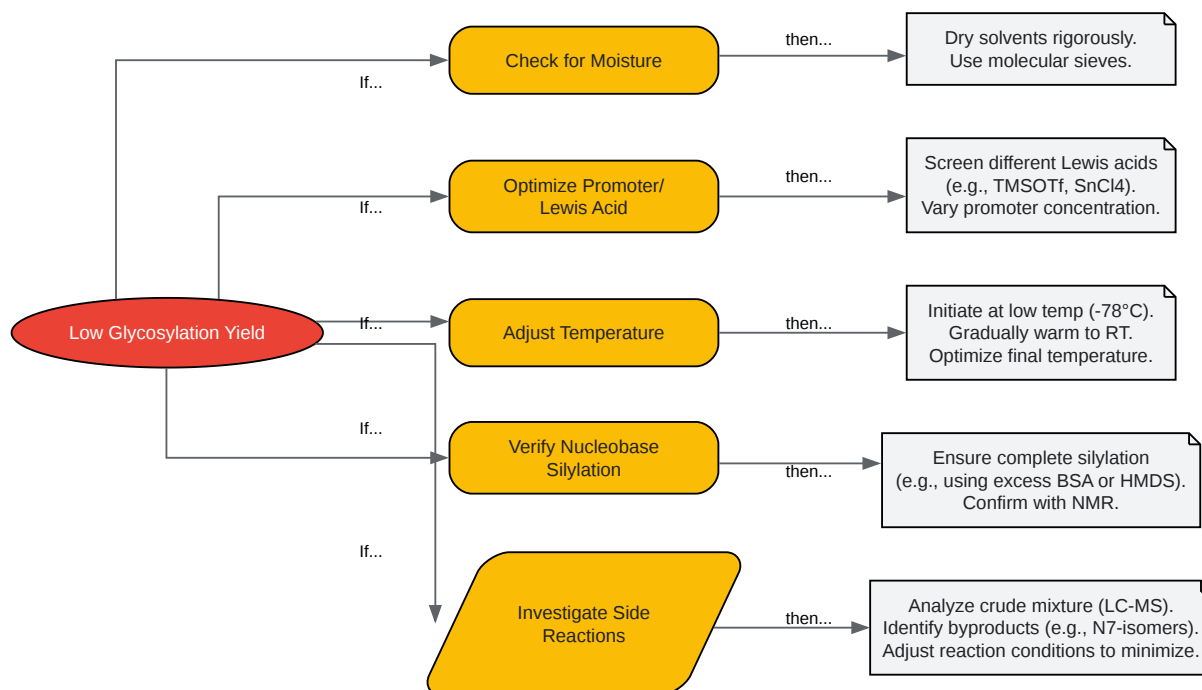 If...
Check for Moisture
then...
Dry solvents rigorously.
Use molecular sieves.
If...
Optimize Promoter/
Lewis Acid
then...
Screen different Lewis acids
(e.g., TMSOTf, SnCl4).
Vary promoter concentration.
Low Glycosylation Yield
If...
Adjust Temperature
then...
Initiate at low temp (-78°C).
Gradually warm to RT.
Optimize final temperature.
If...
Verify Nucleobase
Silylation
then...
Ensure complete silylation
(e.g., using excess BSA or HMDS).
Confirm with NMR.
If...
Investigate Side
Reactions
then...
Analyze crude mixture (LC-MS).
Identify byproducts (e.g., N7-isomers).
Adjust reaction conditions to minimize.